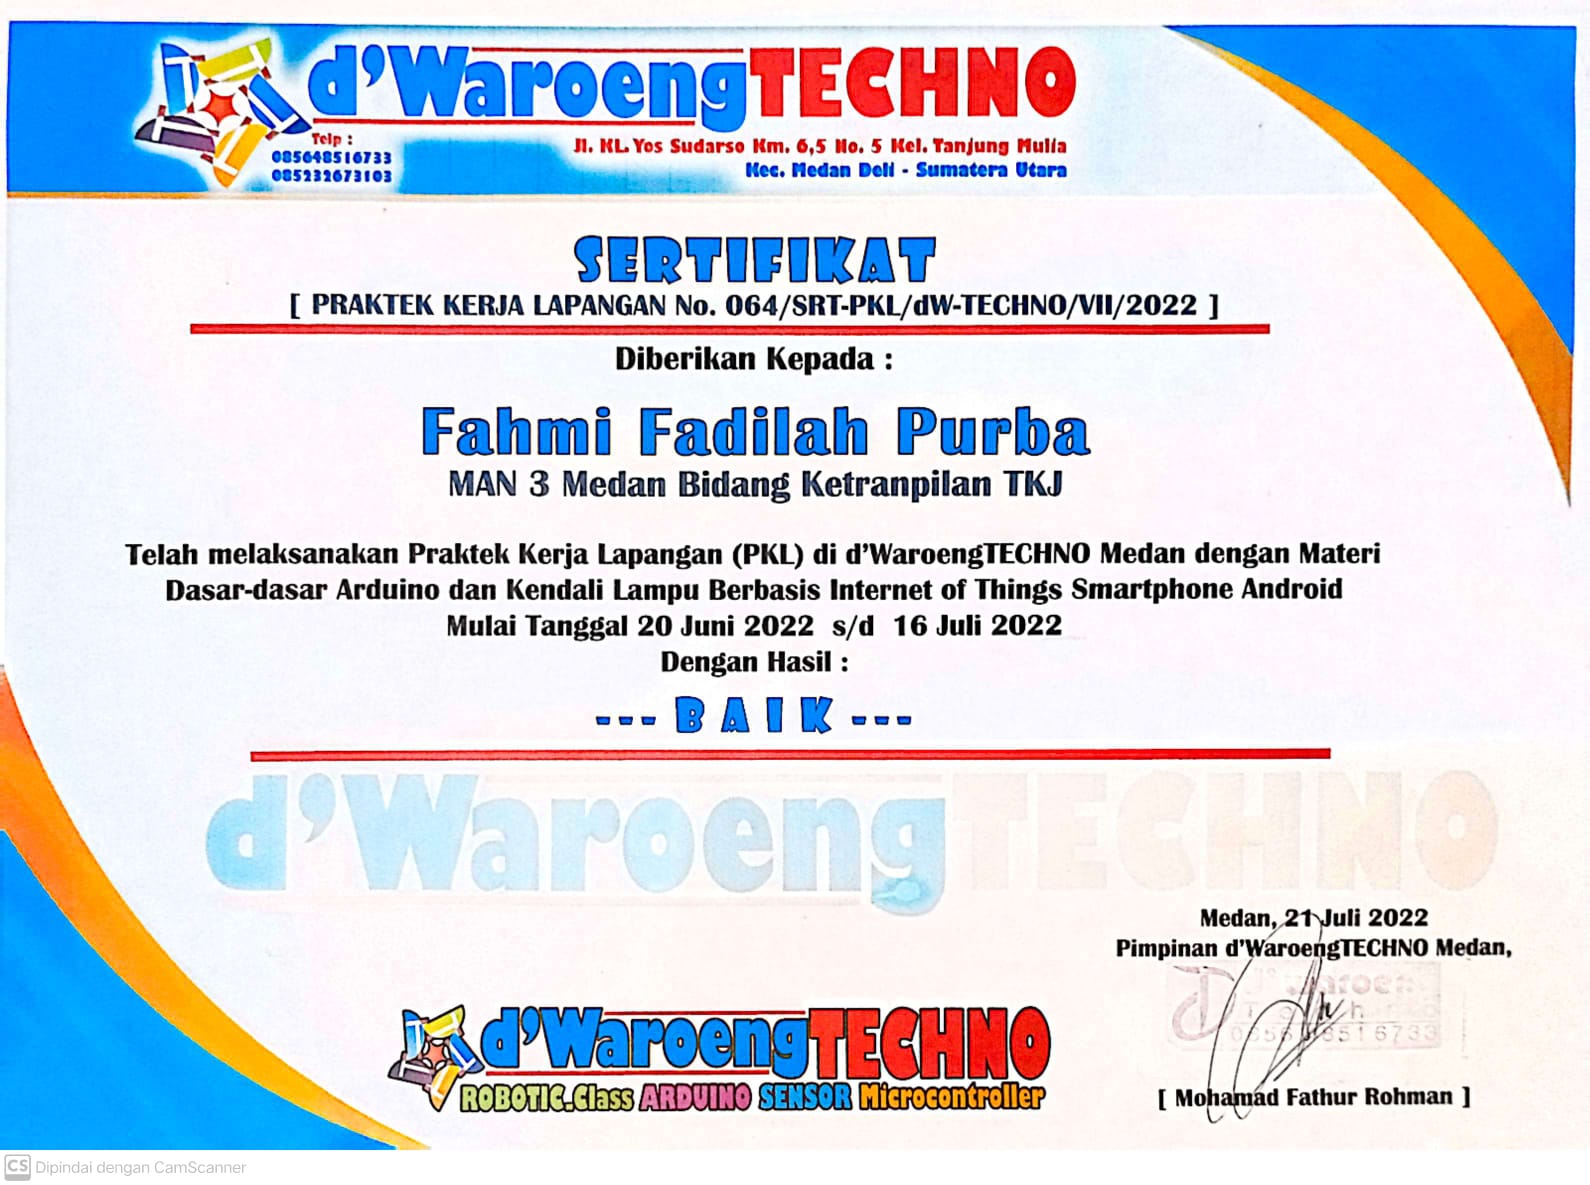 d'WaroengTECHNO
Telp :
085648516733
085232673103
Jl. KL. Yos Sudarso Km. 6,5 No. 5 Kel. Tanjung Mulia
Kec. Medan Deli - Sumatera Utara
SERTIFIKAT
[ PRAKTEK KERJA LAPANGAN No. 064/SRT-PKL/dW-TECHNO/VII/2022 ]
Diberikan Kepada :
Fahmi Fadilah Purba
MAN 3 Medan Bidang Ketranpilan TKJ
Telah melaksanakan Praktek Kerja Lapangan (PKL) di d'WaroengTECHNO Medan dengan Materi
Dasar-dasar Arduino dan Kendali Lampu Berbasis Internet of Things Smartphone Android
Mulai Tanggal 20 Juni 2022 s/d 16 Juli 2022
Dengan Hasil :
--- B A I K ---
d'WaroengTECHNO
Medan, 21 Juli 2022
Pimpinan d'WaroengTECHNO Medan,
[ Mohamad Fathur Rohman ]
d'WaroengTECHNO
ROBOTIC.Class ARDUINO SENSOR Microcontroller
CS Dipindai dengan CamScanner